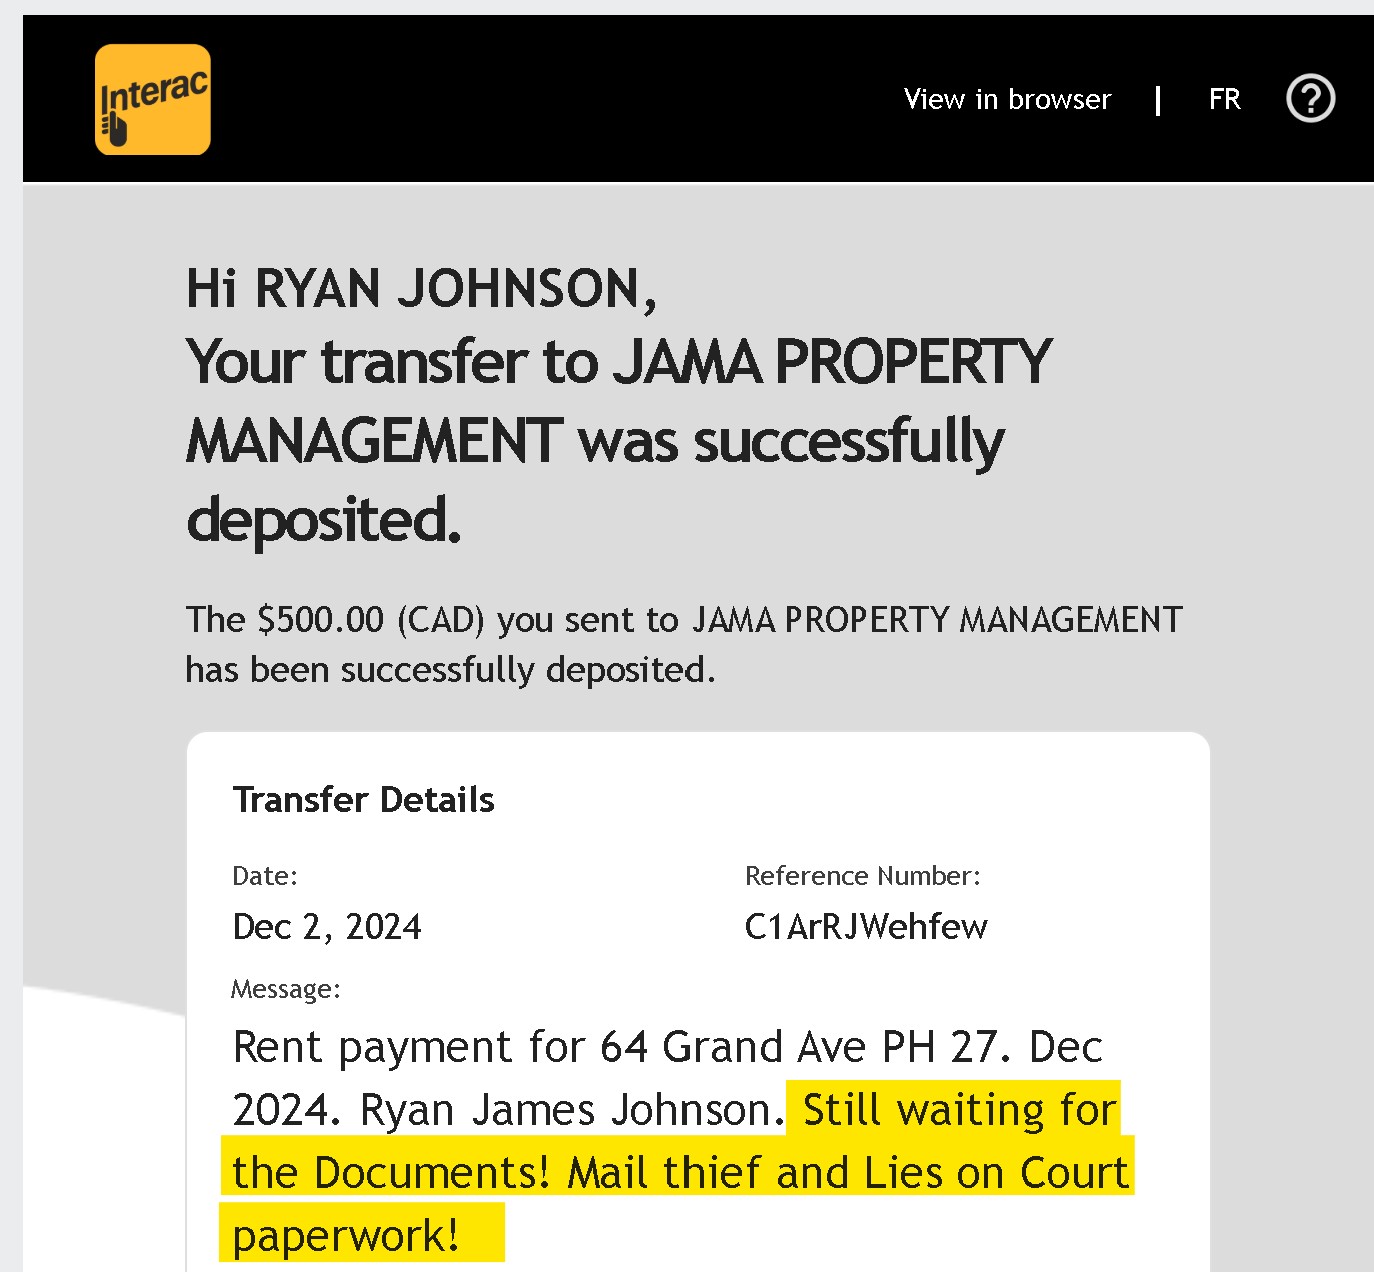 Interac
View in browser | FR ?
Hi RYAN JOHNSON,
Your transfer to JAMA PROPERTY
MANAGEMENT was successfully
deposited.
The $500.00 (CAD) you sent to JAMA PROPERTY MANAGEMENT
has been successfully deposited.
Transfer Details
Date: Reference Number:
Dec 2, 2024 C1ArRJWehfew
Message:
Rent payment for 64 Grand Ave PH 27. Dec
2024. Ryan James Johnson. Still waiting for
the Documents! Mail thief and Lies on Court
paperwork!